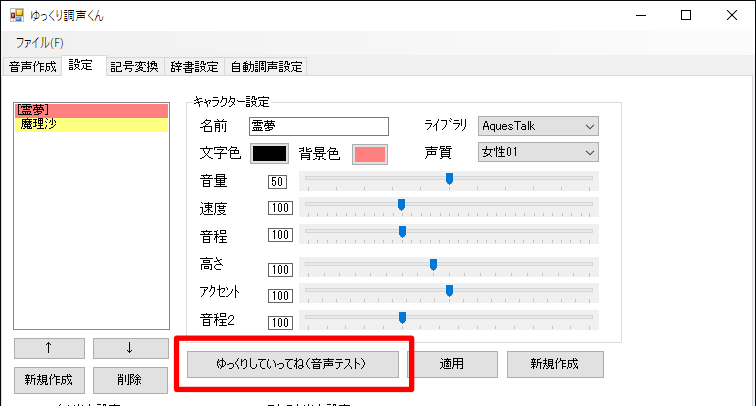 ゆっくり調声くん
ファイル(F)
音声作成 設定 記号変換 辞書設定 自動調声設定
[霊夢]
魔理沙
キャラクター設定
名前 霊夢 ライブラリ AquesTalk
文字色 背景色 声質 女性01
音量 50
速度 100
音程 100
高さ 100
アクセント 100
音程2 100
↑ ↓
ゆっくりしていってね(音声テスト) 適用 新規作成
新規作成 削除